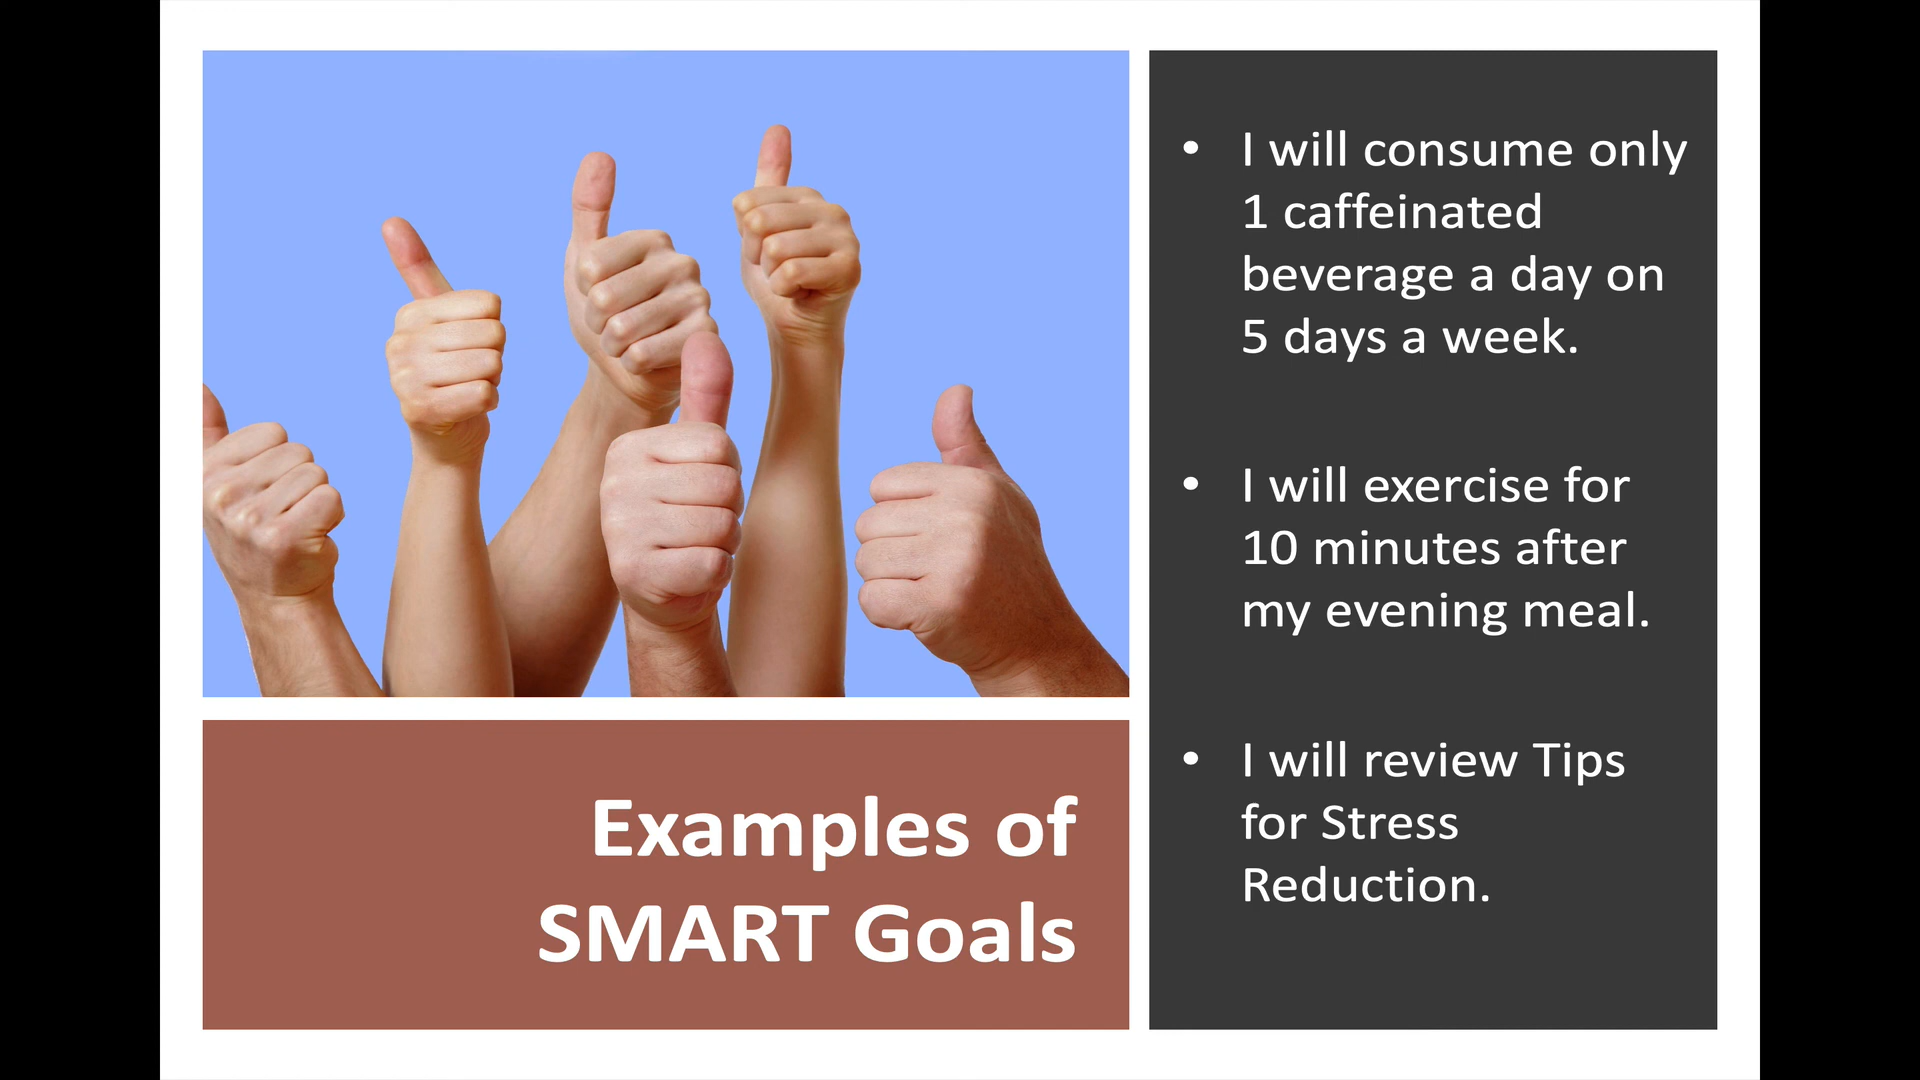 • I will consume only
1 caffeinated
beverage a day on
5 days a week.
• I will exercise for
10 minutes after
my evening meal.
• I will review Tips
for Stress
Reduction.
Examples of
SMART Goals